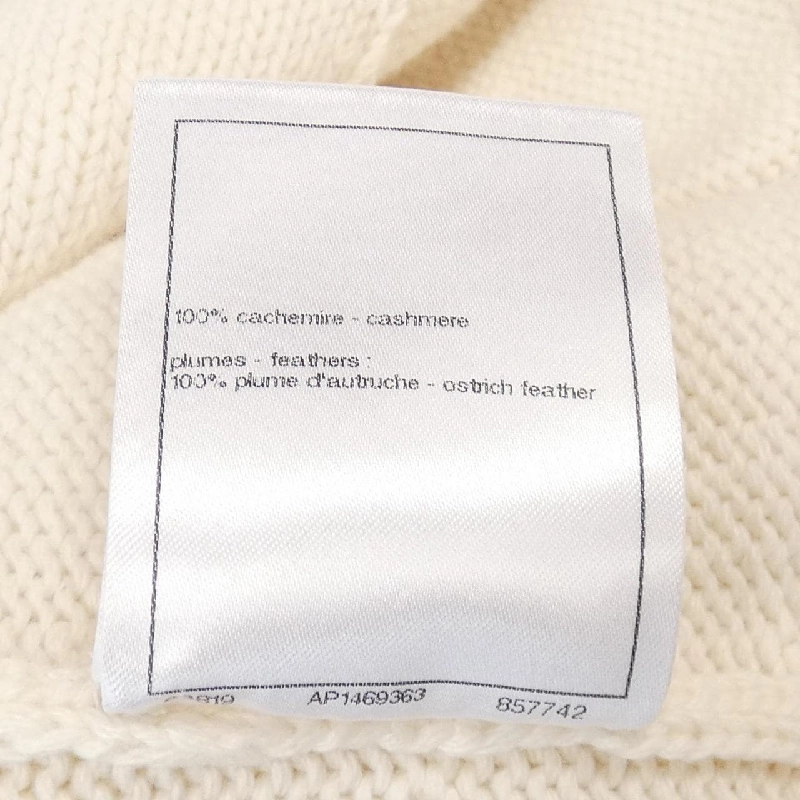 100% cachemire - cashmere
plumes - feathers :
100% plume d'autruche - ostrich feather
AP1469363 857742